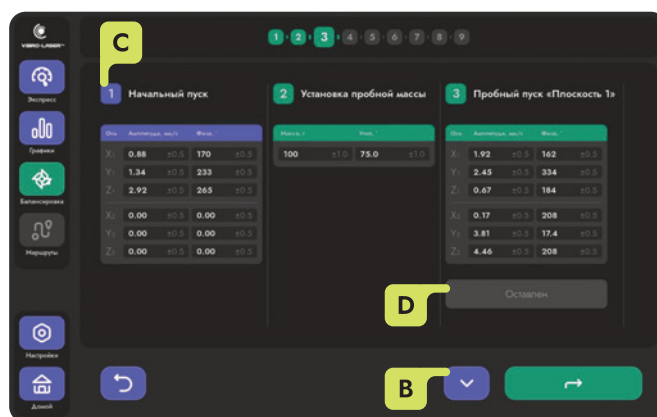 C
1 2 3 4 5 6 7 8 9
VIBRO-LASER™
Экспресс
Графики
Балансировка
Маршруты
Настройки
Домой
1 Начальный пуск
Ось Амплитуда, мм/с Фаза, °
X₁ 0.88 ±0.5 170 ±0.5
Y₁ 1.34 ±0.5 233 ±0.5
Z₁ 2.92 ±0.5 265 ±0.5
X₂ 0.00 ±0.5 0.00 ±0.5
Y₂ 0.00 ±0.5 0.00 ±0.5
Z₂ 0.00 ±0.5 0.00 ±0.5
2 Установка пробной массы
Масса, г Угол, °
100 ±1.0 75.0 ±1.0
3 Пробный пуск «Плоскость 1»
Ось Амплитуда, мм/с Фаза, °
X₁ 1.92 ±0.5 162 ±0.5
Y₁ 2.45 ±0.5 334 ±0.5
Z₁ 0.67 ±0.5 184 ±0.5
X₂ 0.17 ±0.5 208 ±0.5
Y₂ 3.81 ±0.5 17.4 ±0.5
Z₂ 4.46 ±0.5 208 ±0.5
D
Оставлен
B